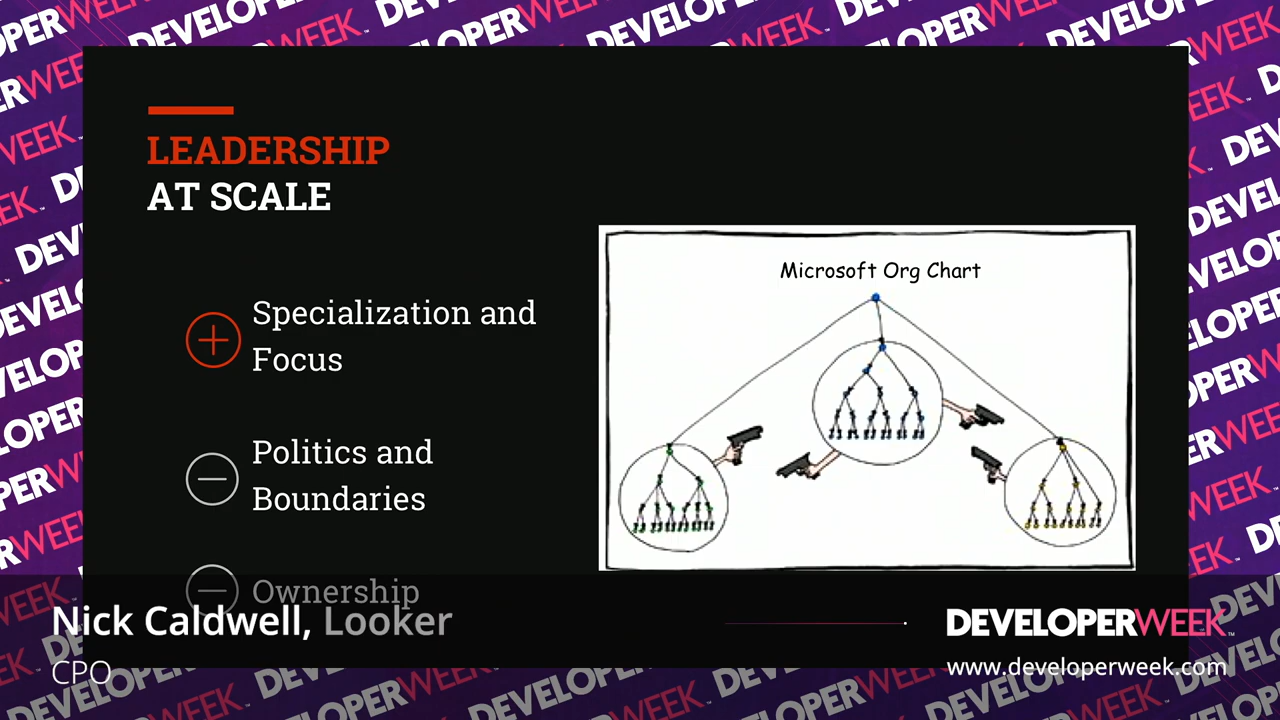 LEADERSHIP
AT SCALE
Specialization and
Focus
Politics and
Boundaries
Ownership
Microsoft Org Chart
Nick Caldwell, Looker
CPO
DEVELOPERWEEK™
www.developerweek.com